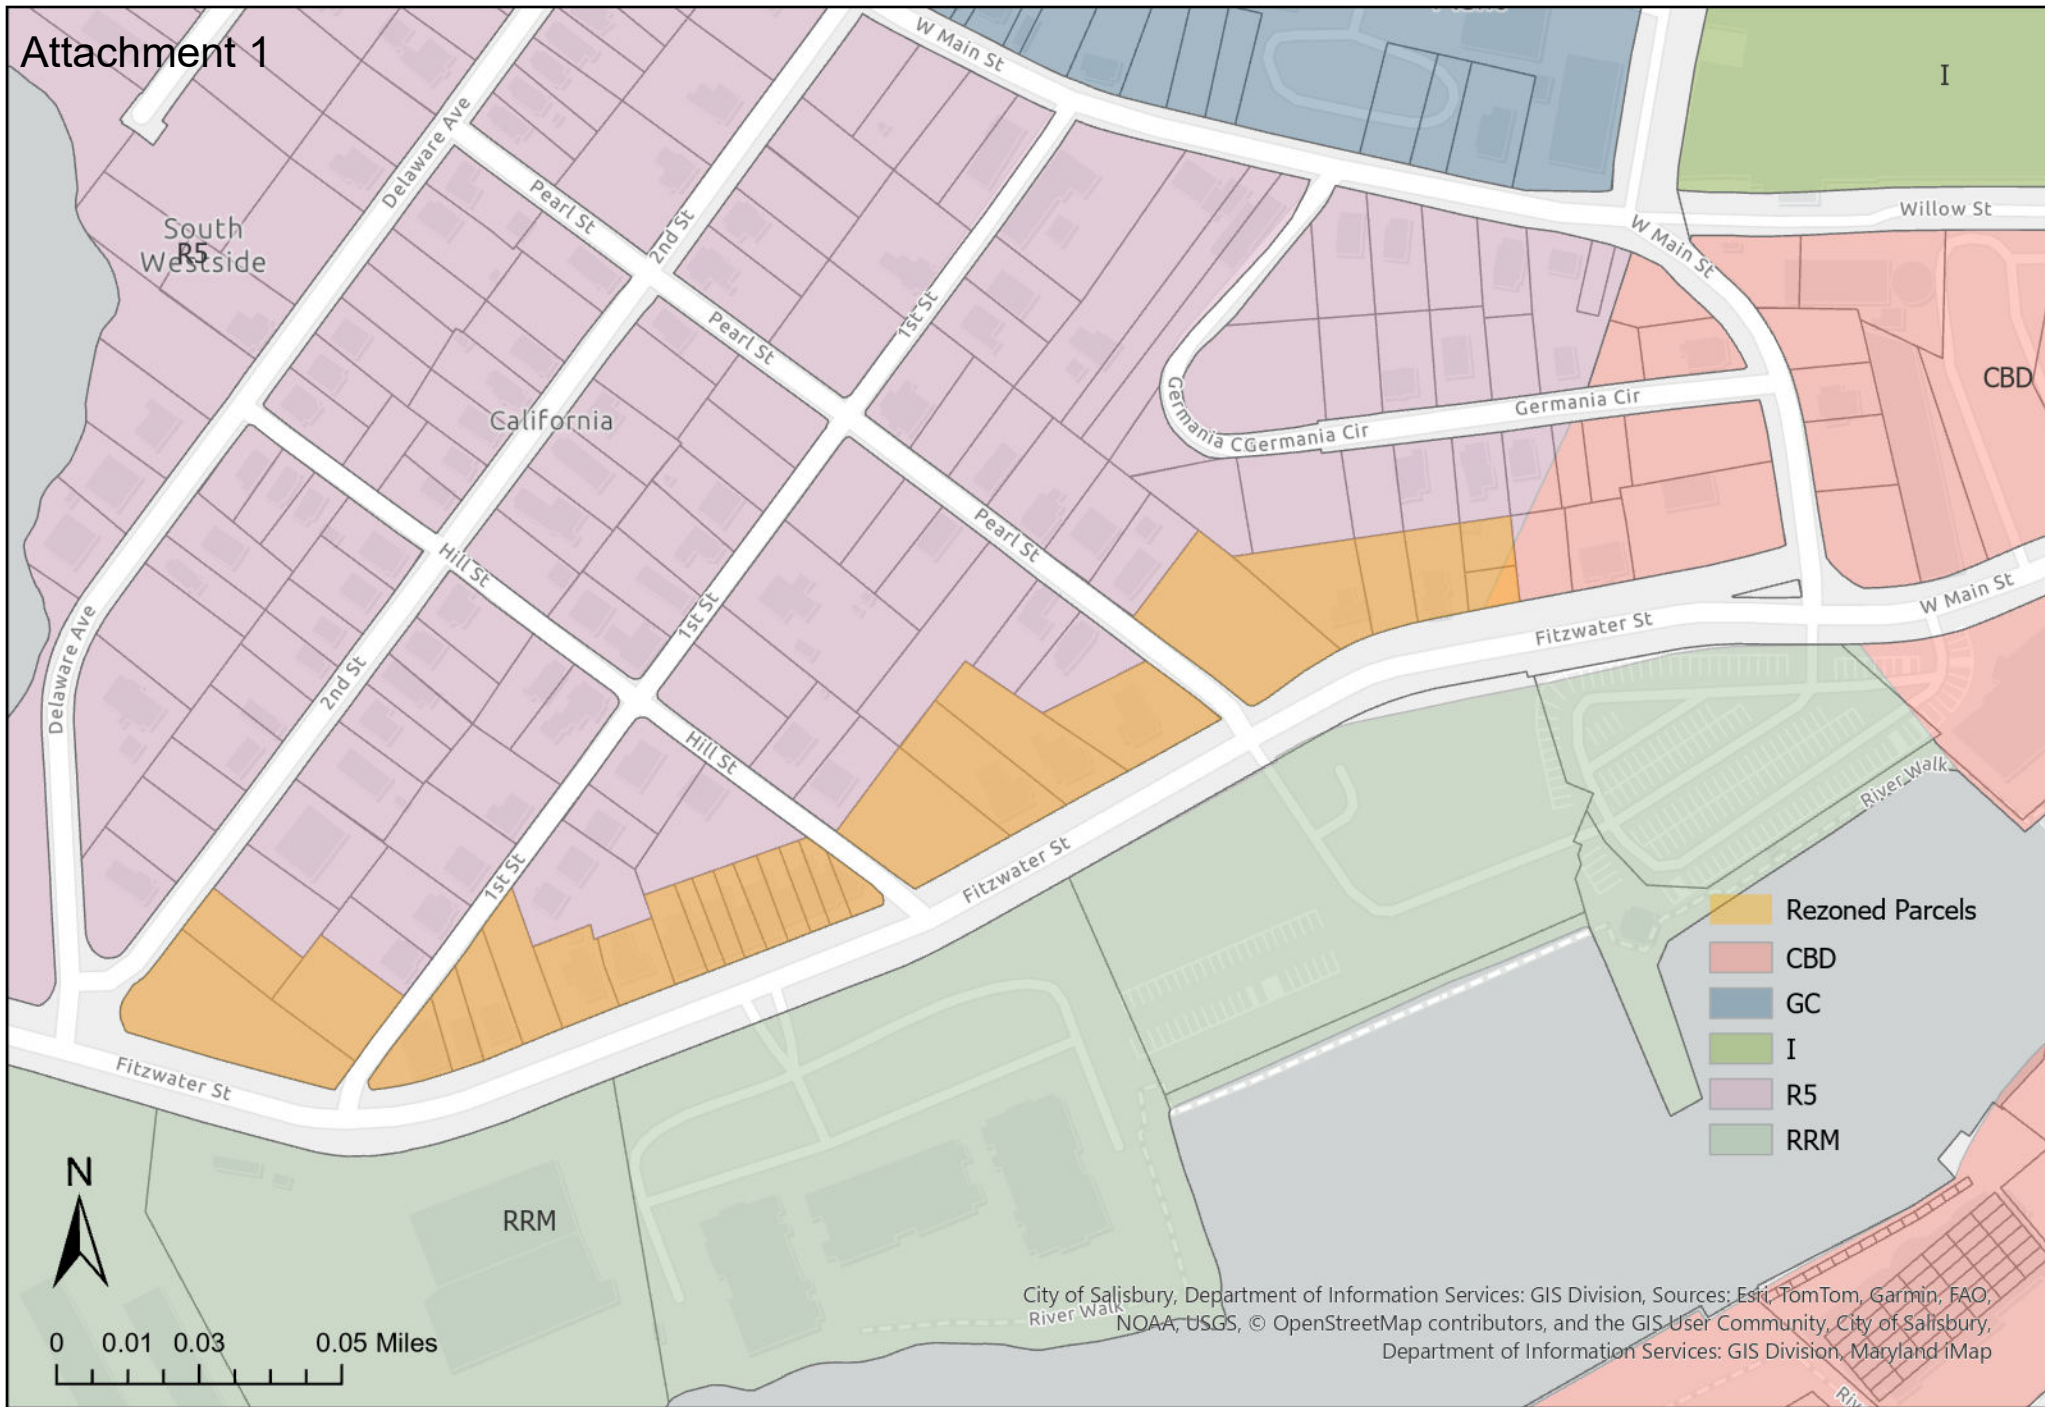 Attachment 1
W Main St
I
Delaware Ave
Pearl St
2nd St
Willow St
W Main St
South
Westside
R5
1st St
Pearl St
CBD
Germania Cir
Germania C
Germania Cir
California
Pearl St
Hill St
1st St
W Main St
Fitzwater St
Delaware Ave
2nd St
Hill St
River Walk
1st St
Fitzwater St
Rezoned Parcels
CBD
GC
I
R5
RRM
Fitzwater St
N
RRM
River Walk
0 0.01 0.03 0.05 Miles
City of Salisbury, Department of Information Services: GIS Division, Sources: Esri, TomTom, Garmin, FAO,
NOAA, USGS, © OpenStreetMap contributors, and the GIS User Community, City of Salisbury,
Department of Information Services: GIS Division, Maryland iMap